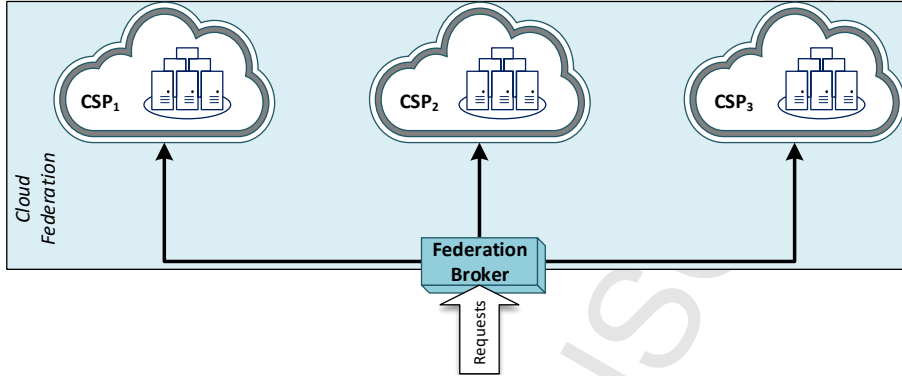 CSP₁
CSP₂
CSP₃
Cloud
Federation
Federation
Broker
Requests